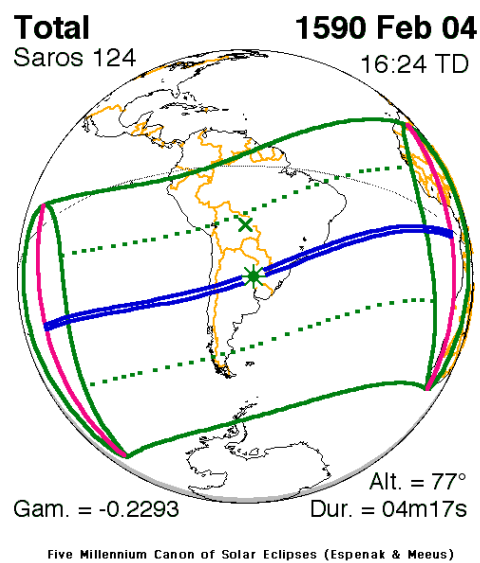 Total 1590 Feb 04
Saros 124 16:24 TD
Alt. = 77°
Gam. = -0.2293 Dur. = 04m17s
Five Millennium Canon of Solar Eclipses (Espenak & Meeus)